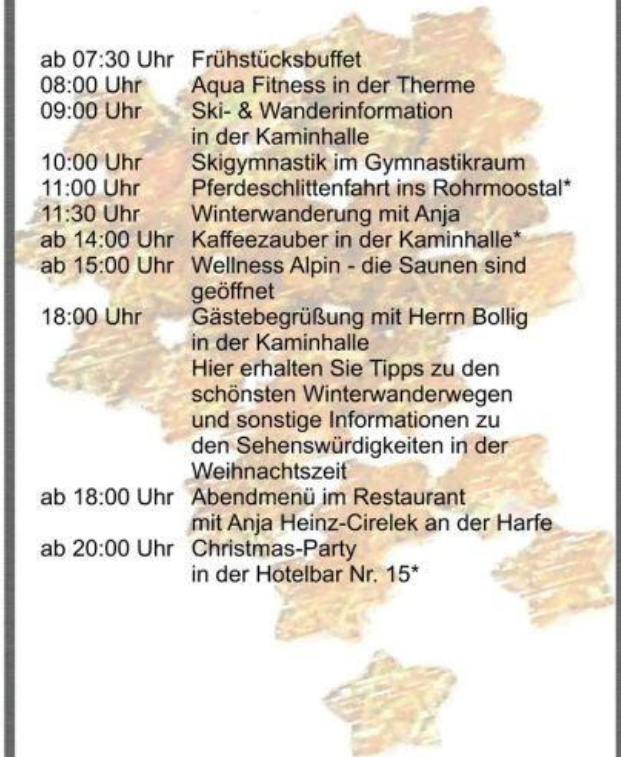 ab 07:30 Uhr Frühstücksbuffet
08:00 Uhr Aqua Fitness in der Therme
09:00 Uhr Ski- & Wanderinformation
in der Kaminhalle
10:00 Uhr Skigymnastik im Gymnastikraum
11:00 Uhr Pferdeschlittenfahrt ins Rohrmoostal*
11:30 Uhr Winterwanderung mit Anja
ab 14:00 Uhr Kaffeezauber in der Kaminhalle*
ab 15:00 Uhr Wellness Alpin - die Saunen sind
geöffnet
18:00 Uhr Gästebegrüßung mit Herrn Bollig
in der Kaminhalle
Hier erhalten Sie Tipps zu den
schönsten Winterwanderwegen
und sonstige Informationen zu
den Sehenswürdigkeiten in der
Weihnachtszeit
ab 18:00 Uhr Abendmenü im Restaurant
mit Anja Heinz-Cirelek an der Harfe
ab 20:00 Uhr Christmas-Party
in der Hotelbar Nr. 15*